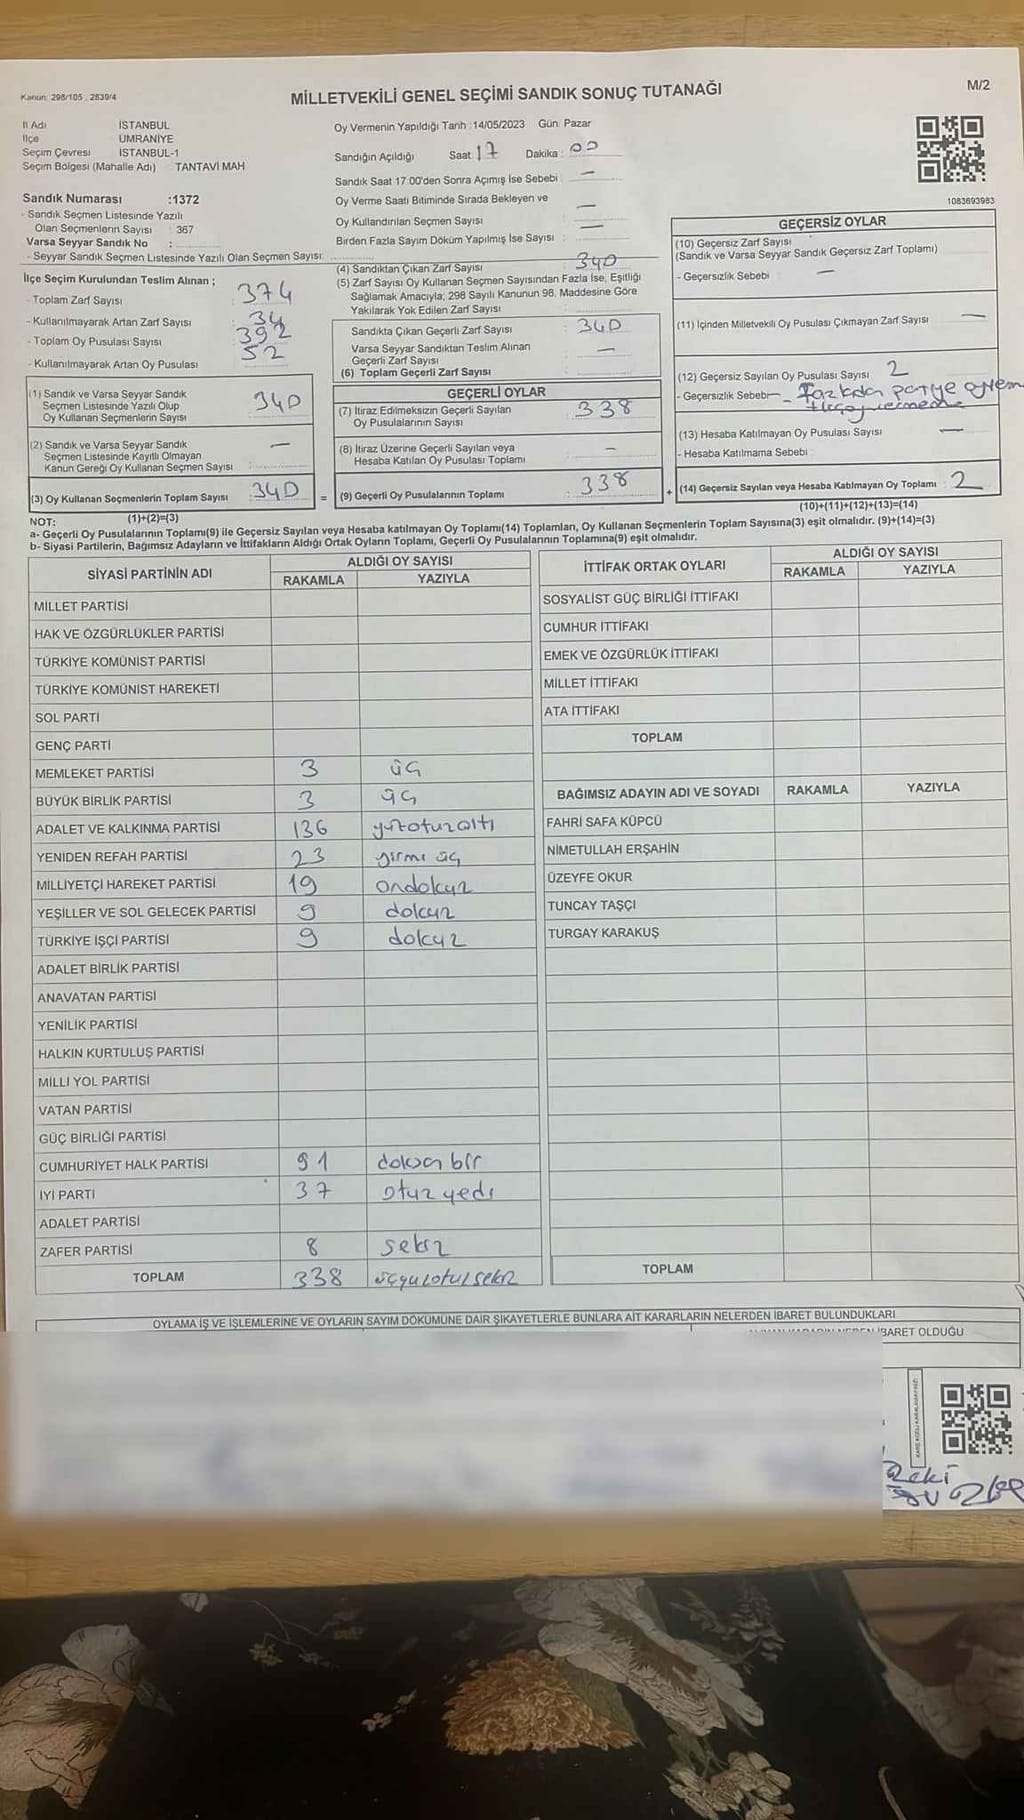 Kanun: 298/105 , 2839/4
MİLLETVEKİLİ GENEL SEÇİMİ SANDIK SONUÇ TUTANAĞI
M/2
İl Adı İSTANBUL
İlçe ÜMRANİYE
Seçim Çevresi İSTANBUL-1
Seçim Bölgesi (Mahalle Adı) TANTAVİ MAH
Sandık Numarası :1372
- Sandık Seçmen Listesinde Yazılı
Olan Seçmenlerin Sayısı : 367
Varsa Seyyar Sandık No :
- Seyyar Sandık Seçmen Listesinde Yazılı Olan Seçmen Sayısı:
Oy Vermenin Yapıldığı Tarih :14/05/2023 Gün: Pazar
Sandığın Açıldığı Saat 17 Dakika : 00
Sandık Saat 17.00'den Sonra Açımış İse Sebebi : —
Oy Verme Saati Bitiminde Sırada Bekleyen ve
Oy Kullandırılan Seçmen Sayısı : —
Birden Fazla Sayım Döküm Yapılmış İse Sayısı : —
1083693983
İlçe Seçim Kurulundan Teslim Alınan ;
- Toplam Zarf Sayısı : 374
- Kullanılmayarak Artan Zarf Sayısı : 34
- Toplam Oy Pusulası Sayısı : 392
- Kullanılmayarak Artan Oy Pusulası : 52
(1) Sandık ve Varsa Seyyar Sandık
Seçmen Listesinde Yazılı Olup
Oy Kullanan Seçmenlerin Sayısı : 340
(2) Sandık ve Varsa Seyyar Sandık
Seçmen Listesinde Kayıtlı Olmayan
Kanun Gereği Oy Kullanan Seçmen Sayısı : —
(3) Oy Kullanan Seçmenlerin Toplam Sayısı : 340
(1)+(2)=(3)
(4) Sandıktan Çıkan Zarf Sayısı : 340
(5) Zarf Sayısı Oy Kullanan Seçmen Sayısından Fazla İse, Eşitliği
Sağlamak Amacıyla; 298 Sayılı Kanunun 98. Maddesine Göre
Yakılarak Yok Edilen Zarf Sayısı :
Sandıkta Çıkan Geçerli Zarf Sayısı : 340
Varsa Seyyar Sandıktan Teslim Alınan
Geçerli Zarf Sayısı : —
(6) Toplam Geçerli Zarf Sayısı :
GEÇERLİ OYLAR
(7) İtiraz Edilmeksizin Geçerli Sayılan
Oy Pusulalarının Sayısı : 338
(8) İtiraz Üzerine Geçerli Sayılan veya
Hesaba Katılan Oy Pusulası Toplamı : —
= (9) Geçerli Oy Pusulalarının Toplamı : 338
GEÇERSİZ OYLAR
(10) Geçersiz Zarf Sayısı
(Sandık ve Varsa Seyyar Sandık Geçersiz Zarf Toplamı)
- Geçersizlik Sebebi : —
(11) İçinden Milletvekili Oy Pusulası Çıkmayan Zarf Sayısı : —
(12) Geçersiz Sayılan Oy Pusulası Sayısı : 2
- Geçersizlik Sebebi - Fazladan partiye
(13) Hesaba Katılmayan Oy Pusulası Sayısı : —
- Hesaba Katılmama Sebebi :
+ (14) Geçersiz Sayılan veya Hesaba Katılmayan Oy Toplamı : 2
(10)+(11)+(12)+(13)=(14)
NOT:
a- Geçerli Oy Pusulalarının Toplamı(9) ile Geçersiz Sayılan veya Hesaba katılmayan Oy Toplamı(14) Toplamları, Oy Kullanan Seçmenlerin Toplam Sayısına(3) eşit olmalıdır. (9)+(14)=(3)
b- Siyasi Partilerin, Bağımsız Adayların ve İttifakların Aldığı Ortak Oyların Toplamı, Geçerli Oy Pusulalarının Toplamına(9) eşit olmalıdır.
SİYASİ PARTİNİN ADI ALDIĞI OY SAYISI
RAKAMLA YAZIYLA
MİLLET PARTİSİ
HAK VE ÖZGÜRLÜKLER PARTİSİ
TÜRKİYE KOMÜNİST PARTİSİ
TÜRKİYE KOMÜNİST HAREKETİ
SOL PARTİ
GENÇ PARTİ
MEMLEKET PARTİSİ 3 üç
BÜYÜK BİRLİK PARTİSİ 3 üç
ADALET VE KALKINMA PARTİSİ 136 yüzotuzaltı
YENİDEN REFAH PARTİSİ 23 yirmi üç
MİLLİYETÇİ HAREKET PARTİSİ 19 ondokuz
YEŞİLLER VE SOL GELECEK PARTİSİ 9 dokuz
TÜRKİYE İŞÇİ PARTİSİ 9 dokuz
ADALET BİRLİK PARTİSİ
ANAVATAN PARTİSİ
YENİLİK PARTİSİ
HALKIN KURTULUŞ PARTİSİ
MİLLİ YOL PARTİSİ
VATAN PARTİSİ
GÜÇ BİRLİĞİ PARTİSİ
CUMHURİYET HALK PARTİSİ 91 doksan bir
İYİ PARTİ 37 otuz yedi
ADALET PARTİSİ
ZAFER PARTİSİ 8 sekiz
TOPLAM 338 üçyüzotuzsekiz
İTTİFAK ORTAK OYLARI ALDIĞI OY SAYISI
RAKAMLA YAZIYLA
SOSYALİST GÜÇ BİRLİĞİ İTTİFAKI
CUMHUR İTTİFAKI
EMEK VE ÖZGÜRLÜK İTTİFAKI
MİLLET İTTİFAKI
ATA İTTİFAKI
TOPLAM
BAĞIMSIZ ADAYIN ADI VE SOYADI RAKAMLA YAZIYLA
FAHRİ SAFA KÜPCÜ
NİMETULLAH ERŞAHİN
ÜZEYFE OKUR
TUNCAY TAŞÇI
TURGAY KARAKUŞ
TOPLAM
OYLAMA İŞ VE İŞLEMLERİNE VE OYLARIN SAYIM DÖKÜMÜNE DAİR ŞİKAYETLERLE BUNLARA AİT KARARLARIN NELERDEN İBARET BULUNDUKLARI
İBARET OLDUĞU
Zeki